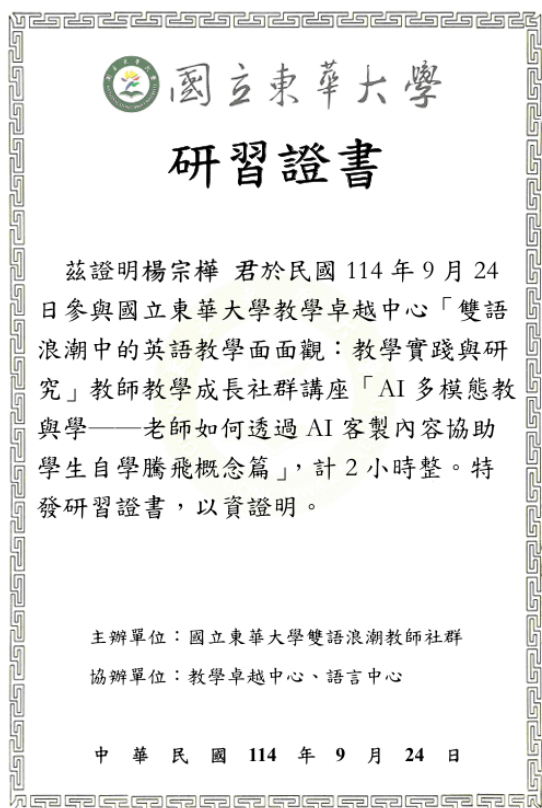 國立東華大學
研習證書
茲證明楊宗樺 君於民國 114 年 9 月 24
日參與國立東華大學教學卓越中心「雙語
浪潮中的英語教學面面觀：教學實踐與研
究」教師教學成長社群講座「AI 多模態教
與學——老師如何透過 AI 客製內容協助
學生自學騰飛概念篇」，計 2 小時整。特
發研習證書，以資證明。
主辦單位：國立東華大學雙語浪潮教師社群
協辦單位：教學卓越中心、語言中心
中 華 民 國 114 年 9 月 24 日